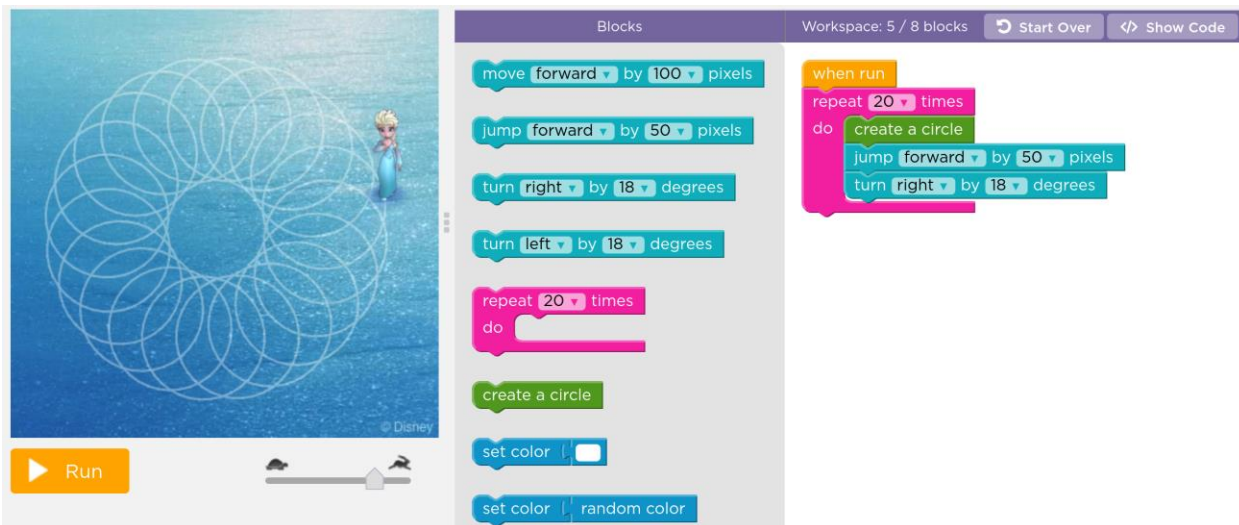 Blocks
Workspace: 5 / 8 blocks
Start Over
</> Show Code
move forward by 100 pixels
jump forward by 50 pixels
turn right by 18 degrees
turn left by 18 degrees
repeat 20 times
do
create a circle
set color
set color random color
when run
repeat 20 times
do create a circle
jump forward by 50 pixels
turn right by 18 degrees
© Disney
Run